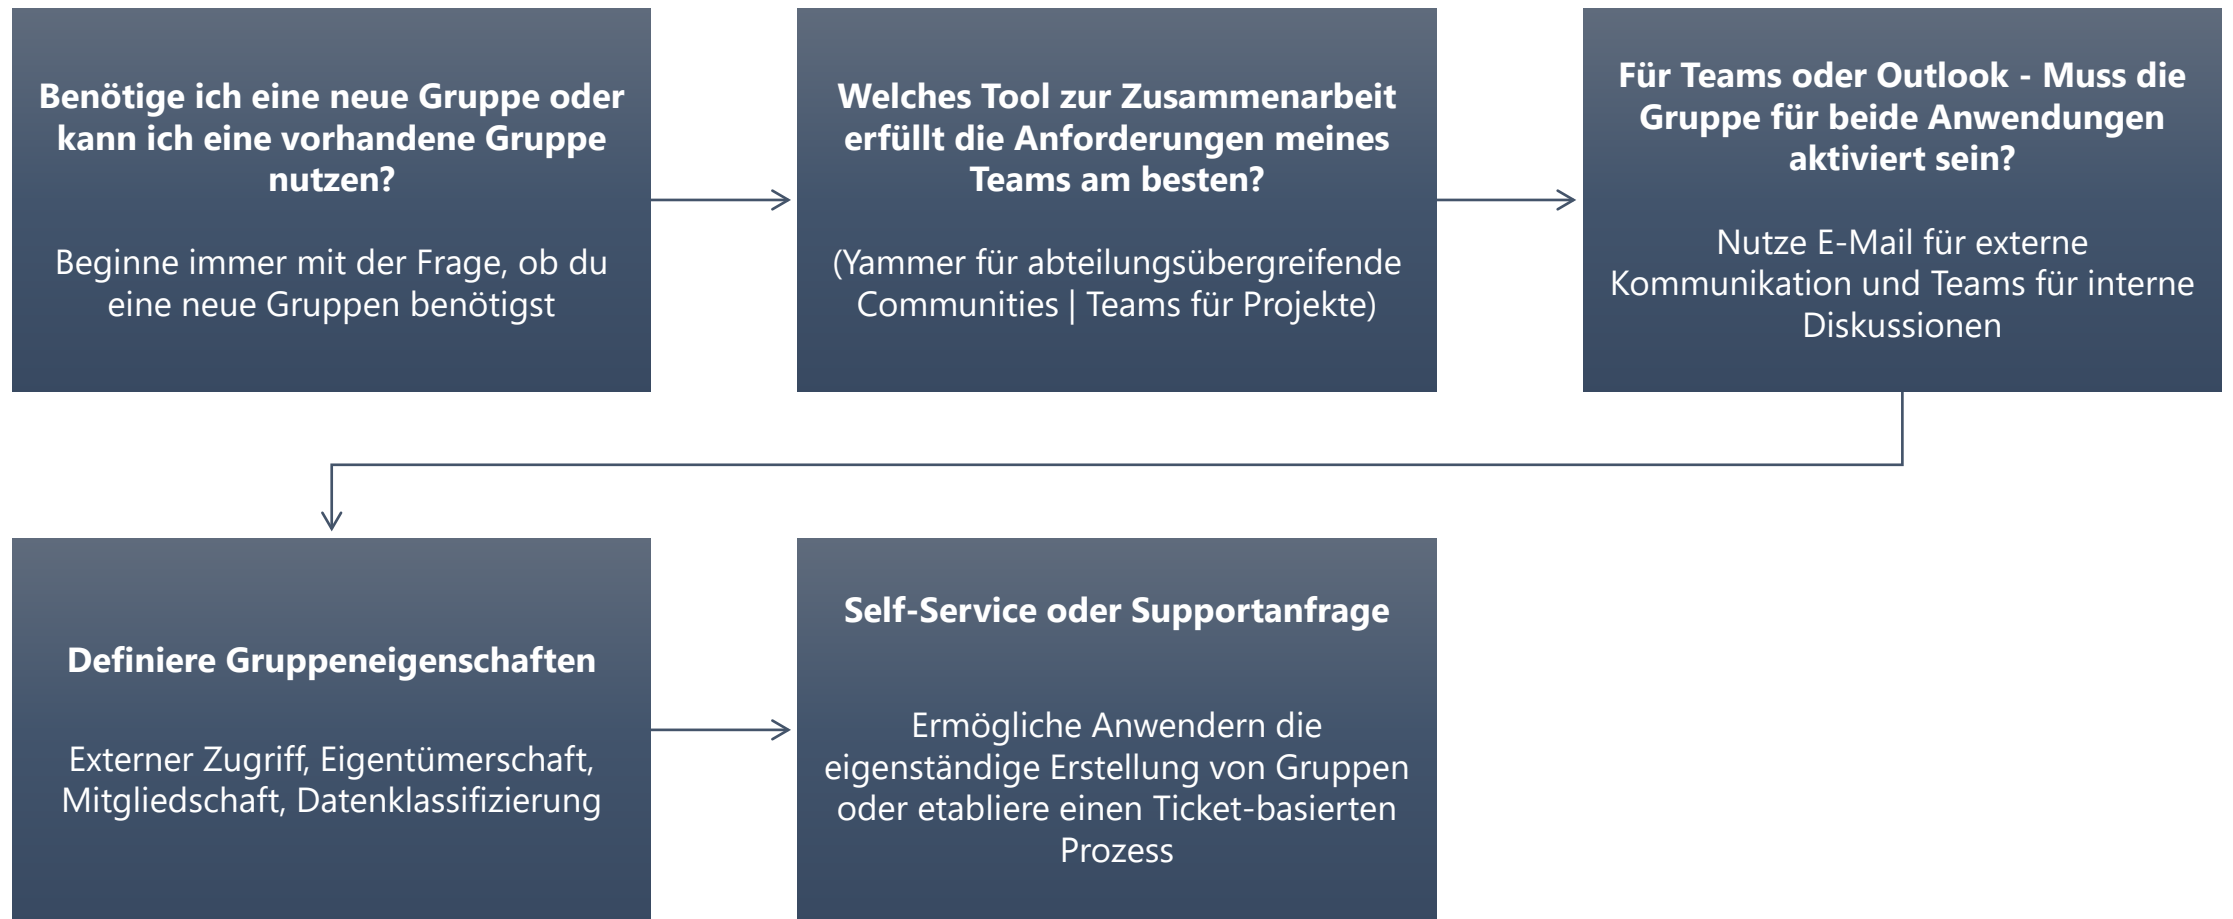 Benötige ich eine neue Gruppe oder
kann ich eine vorhandene Gruppe
nutzen?
Beginne immer mit der Frage, ob du
eine neue Gruppen benötigst
Welches Tool zur Zusammenarbeit
erfüllt die Anforderungen meines
Teams am besten?
(Yammer für abteilungsübergreifende
Communities | Teams für Projekte)
Für Teams oder Outlook - Muss die
Gruppe für beide Anwendungen
aktiviert sein?
Nutze E-Mail für externe
Kommunikation und Teams für interne
Diskussionen
Definiere Gruppeneigenschaften
Externer Zugriff, Eigentümerschaft,
Mitgliedschaft, Datenklassifizierung
Self-Service oder Supportanfrage
Ermögliche Anwendern die
eigenständige Erstellung von Gruppen
oder etabliere einen Ticket-basierten
Prozess